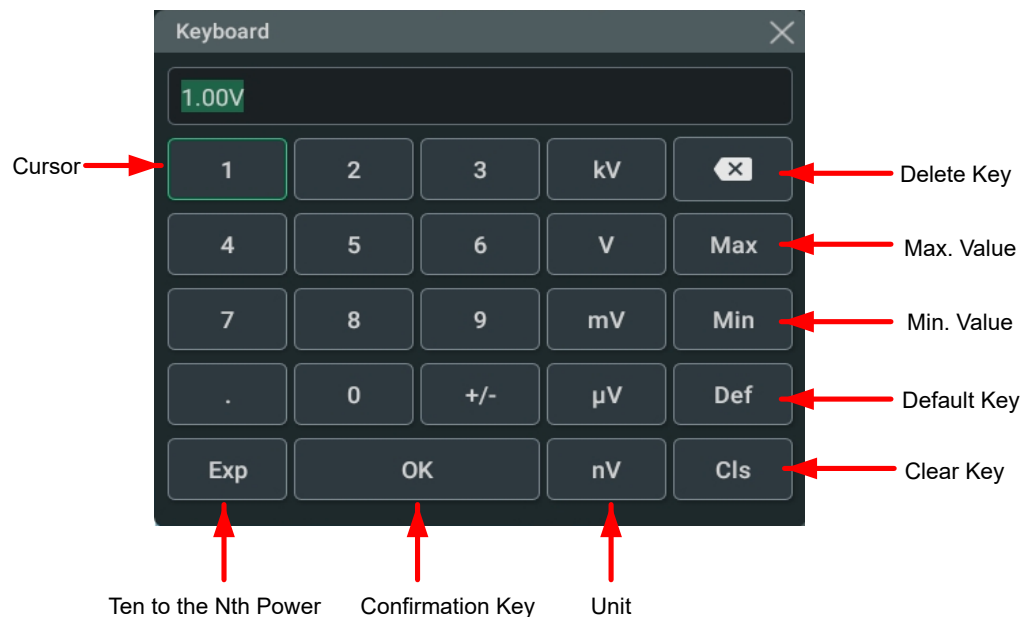 Keyboard
1.00V
Cursor
1 2 3 kV
Delete Key
4 5 6 V Max
Max. Value
7 8 9 mV Min
Min. Value
. 0 +/- µV Def
Default Key
Exp OK nV Cls
Clear Key
Ten to the Nth Power Confirmation Key Unit